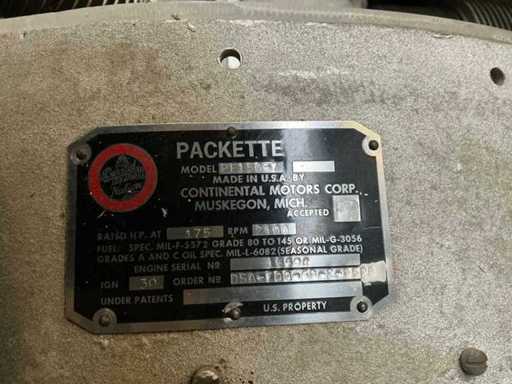 PACKETTE
MODEL
MADE IN U.S.A. BY
CONTINENTAL MOTORS CORP.
MUSKEGON, MICH.
ACCEPTED
RATED H.P. AT 175 RPM
FUEL: SPEC. MIL-F-5572 GRADE 80 TO 145 OR MIL-G-3056
GRADES A AND C OIL SPEC. MIL-L-6082 (SEASONAL GRADE)
ENGINE SERIAL Nº
IGN 30 ORDER Nº
UNDER PATENTS
U.S. PROPERTY